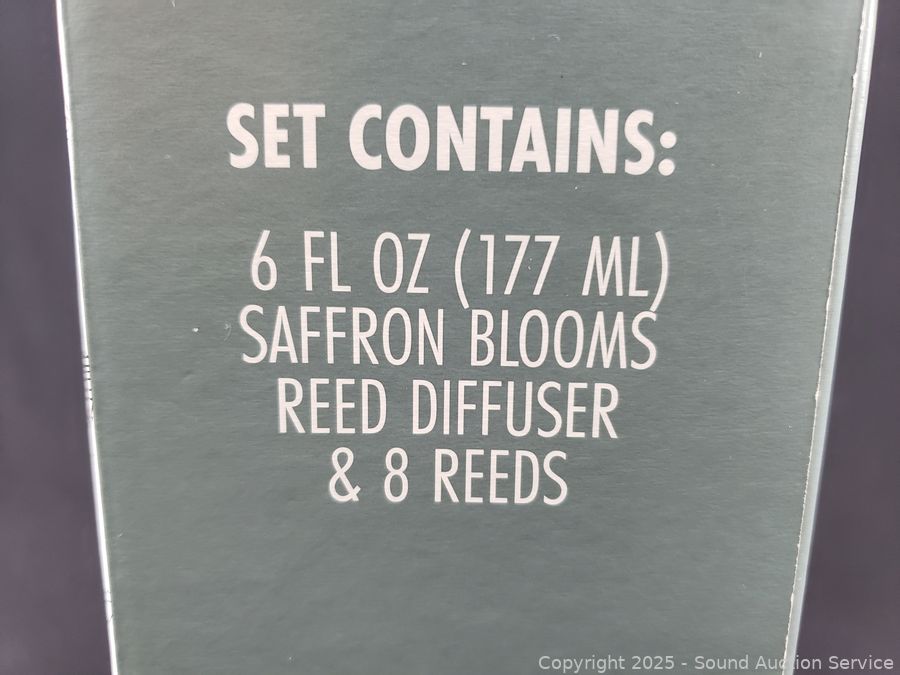 SET CONTAINS:
6 FL OZ (177 ML)
SAFFRON BLOOMS
REED DIFFUSER
& 8 REEDS
Copyright 2025 - Sound Auction Service